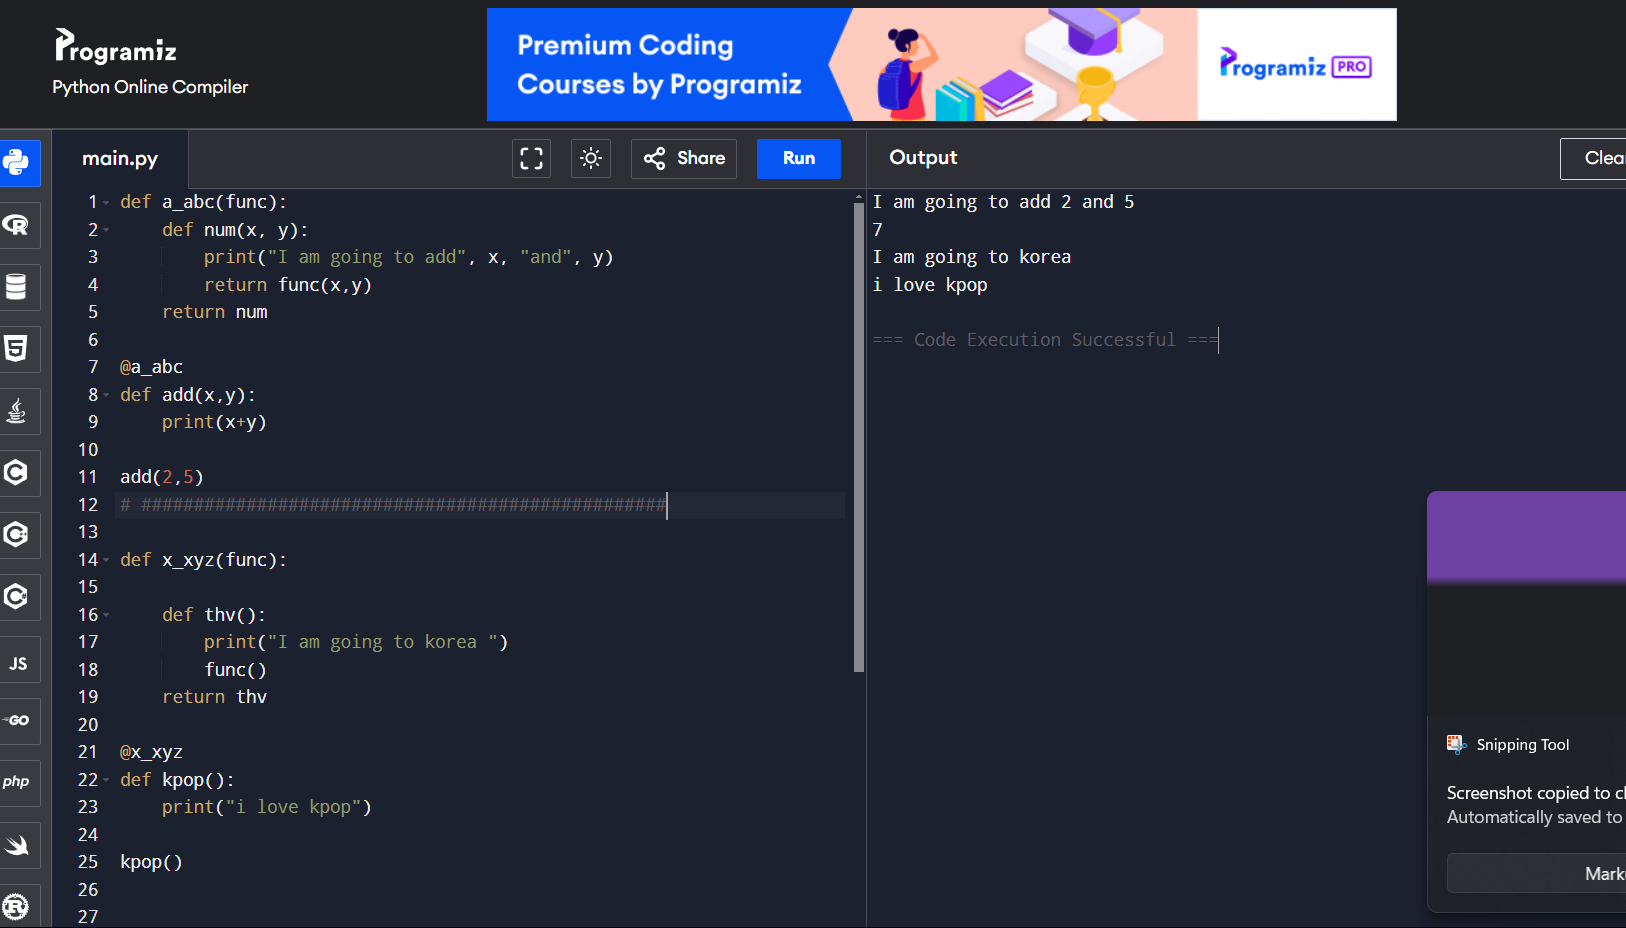 Programiz
Python Online Compiler
Premium Coding
Courses by Programiz
Programiz PRO
main.py
Share
Run
Output
Clea
1 def a_abc(func):
2     def num(x, y):
3         print("I am going to add", x, "and", y)
4         return func(x,y)
5     return num
6
7 @a_abc
8 def add(x,y):
9     print(x+y)
10
11 add(2,5)
12 # ##################################################
13
14 def x_xyz(func):
15
16     def thv():
17         print("I am going to korea ")
18         func()
19     return thv
20
21 @x_xyz
22 def kpop():
23     print("i love kpop")
24
25 kpop()
26
27
I am going to add 2 and 5
7
I am going to korea
i love kpop
=== Code Execution Successful ===
R
5
C
C
C
JS
GO
php
R
Snipping Tool
Screenshot copied to cl
Automatically saved to
Mark